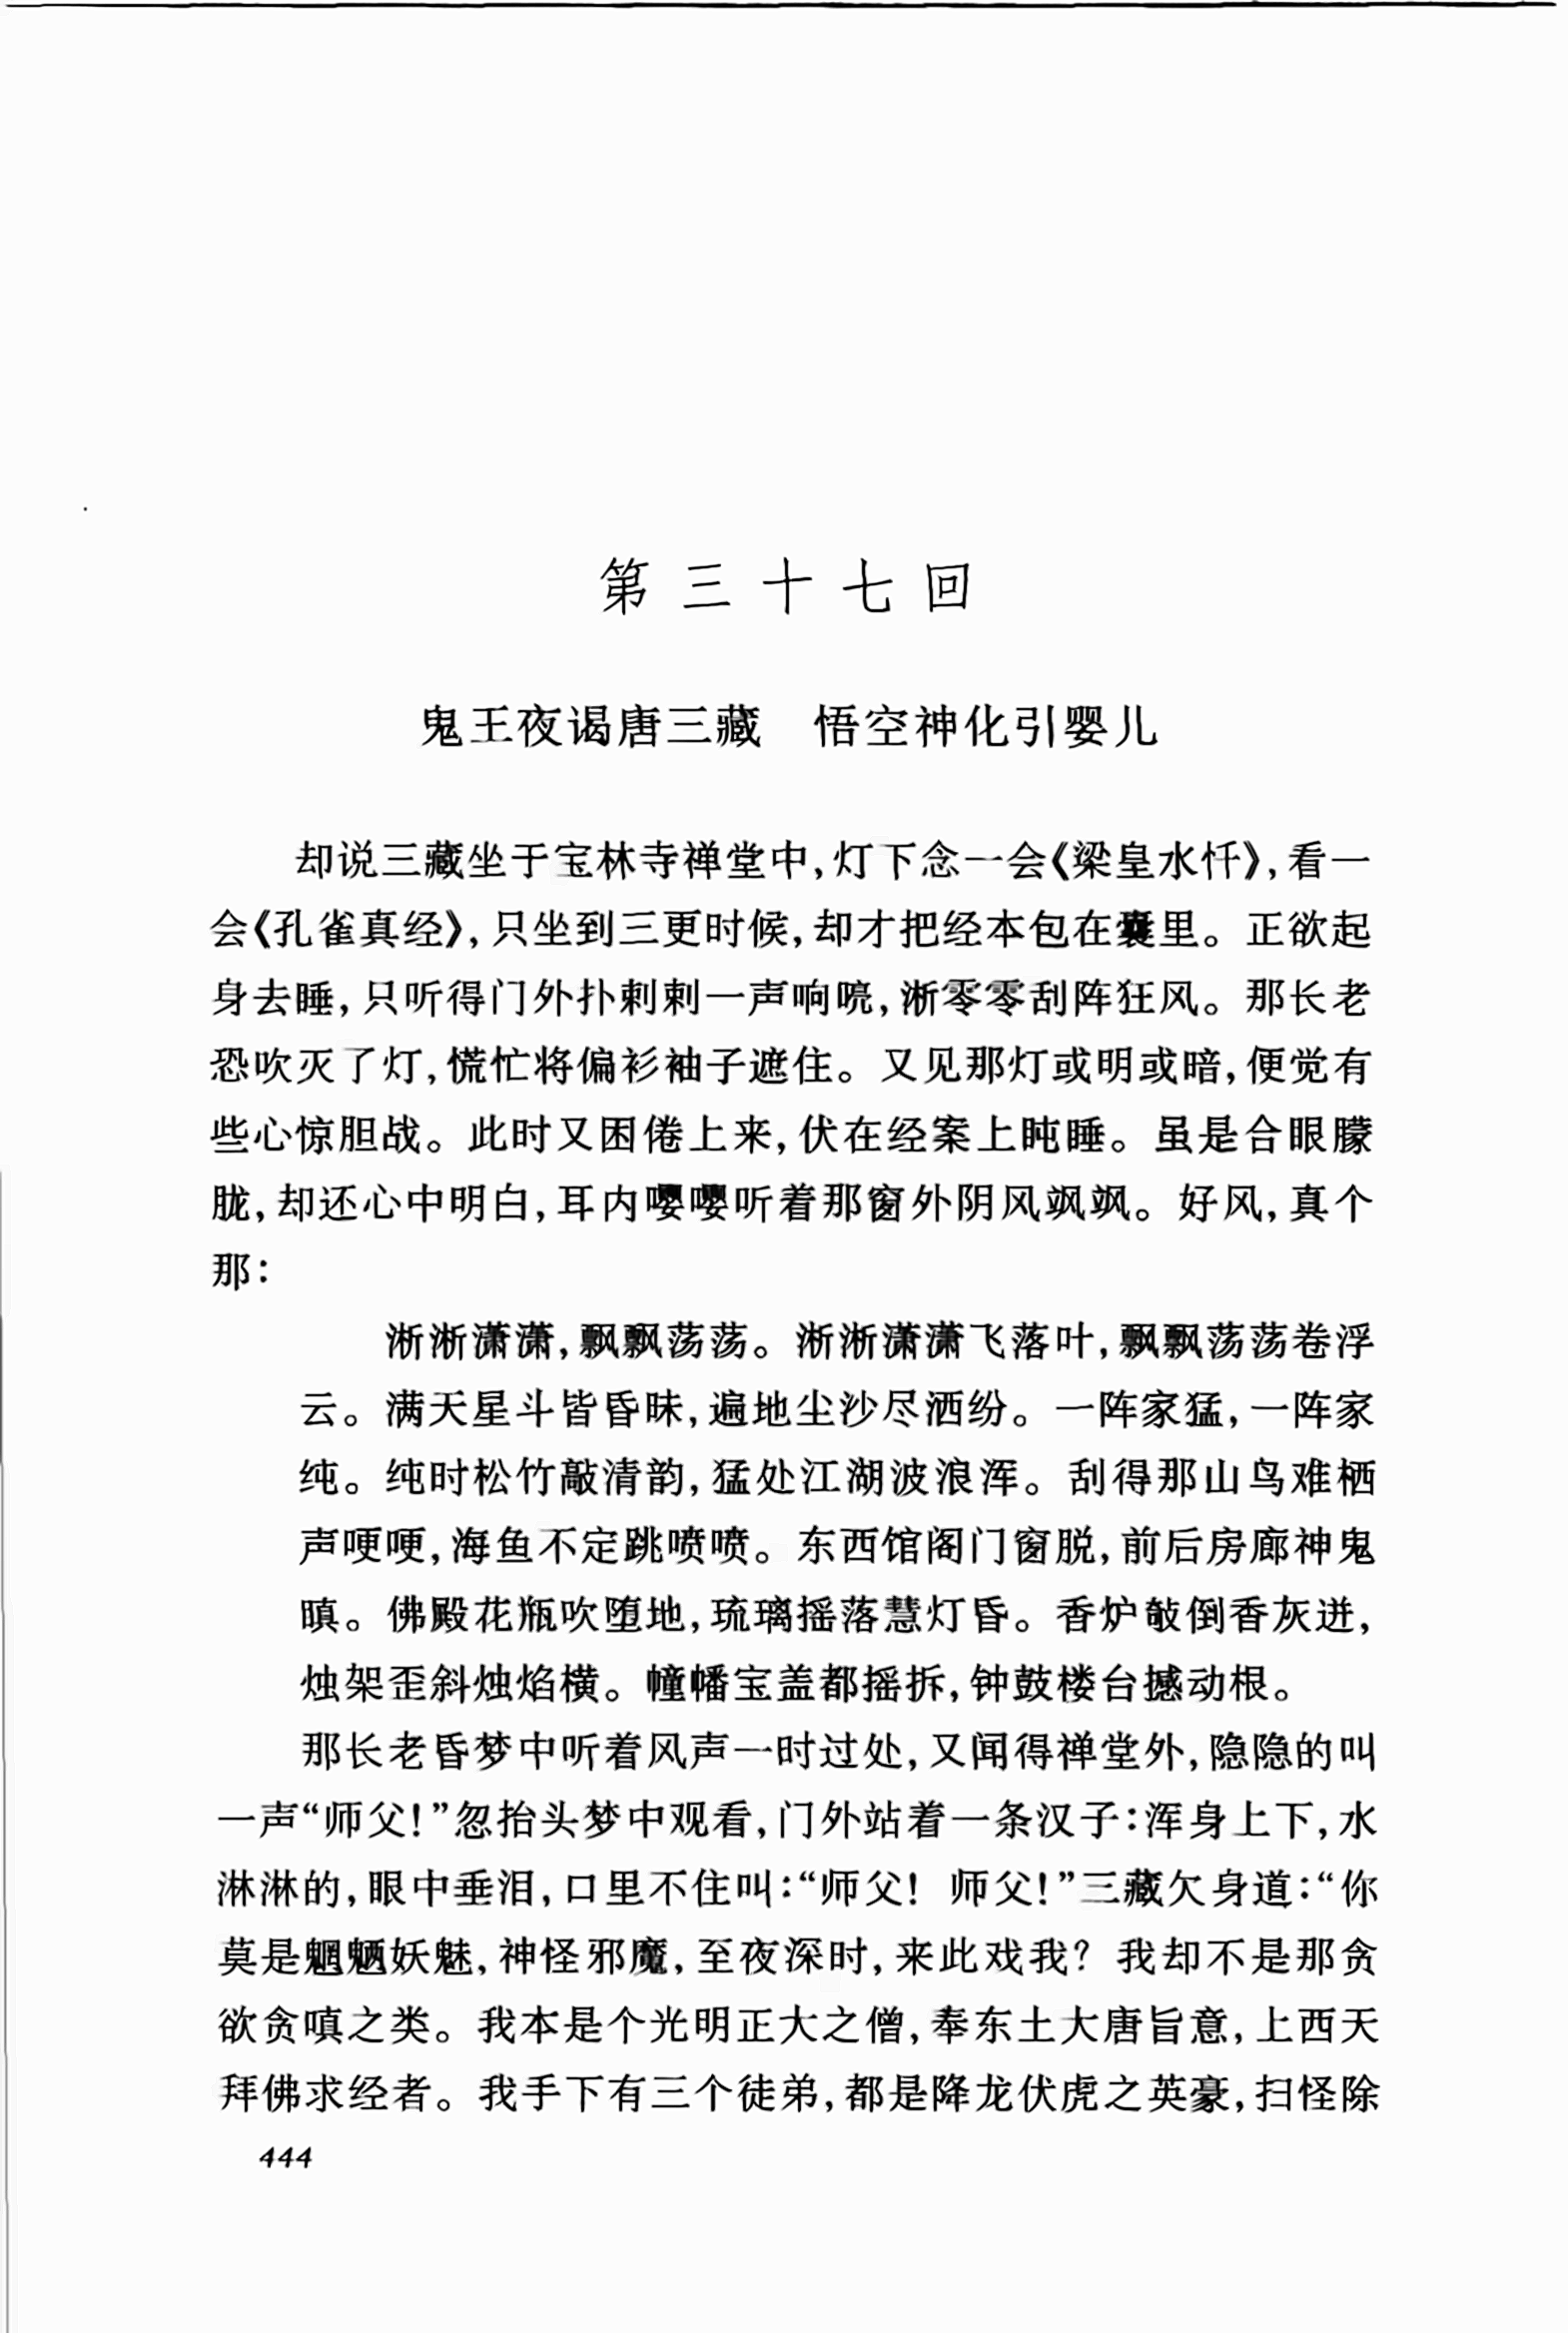 第三十七回
鬼王夜谒唐三藏　悟空神化引婴儿
却说三藏坐于宝林寺禅堂中,灯下念一会《梁皇水忏》,看一
会《孔雀真经》,只坐到三更时候,却才把经本包在囊里。正欲起
身去睡,只听得门外扑剌剌一声响喨,淅零零刮阵狂风。那长老
恐吹灭了灯,慌忙将偏衫袖子遮住。又见那灯或明或暗,便觉有
些心惊胆战。此时又困倦上来,伏在经案上盹睡。虽是合眼朦
胧,却还心中明白,耳内嘤嘤听着那窗外阴风飒飒。好风,真个
那:
淅淅潇潇,飘飘荡荡。淅淅潇潇飞落叶,飘飘荡荡卷浮
云。满天星斗皆昏昧,遍地尘沙尽洒纷。一阵家猛,一阵家
纯。纯时松竹敲清韵,猛处江湖波浪浑。刮得那山鸟难栖
声哽哽,海鱼不定跳喷喷。东西馆阁门窗脱,前后房廊神鬼
瞋。佛殿花瓶吹堕地,琉璃摇落慧灯昏。香炉攲倒香灰迸,
烛架歪斜烛焰横。幢幡宝盖都摇拆,钟鼓楼台撼动根。
那长老昏梦中听着风声一时过处,又闻得禅堂外,隐隐的叫
一声“师父!”忽抬头梦中观看,门外站着一条汉子:浑身上下,水
淋淋的,眼中垂泪,口里不住叫:“师父! 师父!”三藏欠身道:“你
莫是魍魉妖魅,神怪邪魔,至夜深时,来此戏我? 我却不是那贪
欲贪嗔之类。我本是个光明正大之僧,奉东土大唐旨意,上西天
拜佛求经者。我手下有三个徒弟,都是降龙伏虎之英豪,扫怪除
444